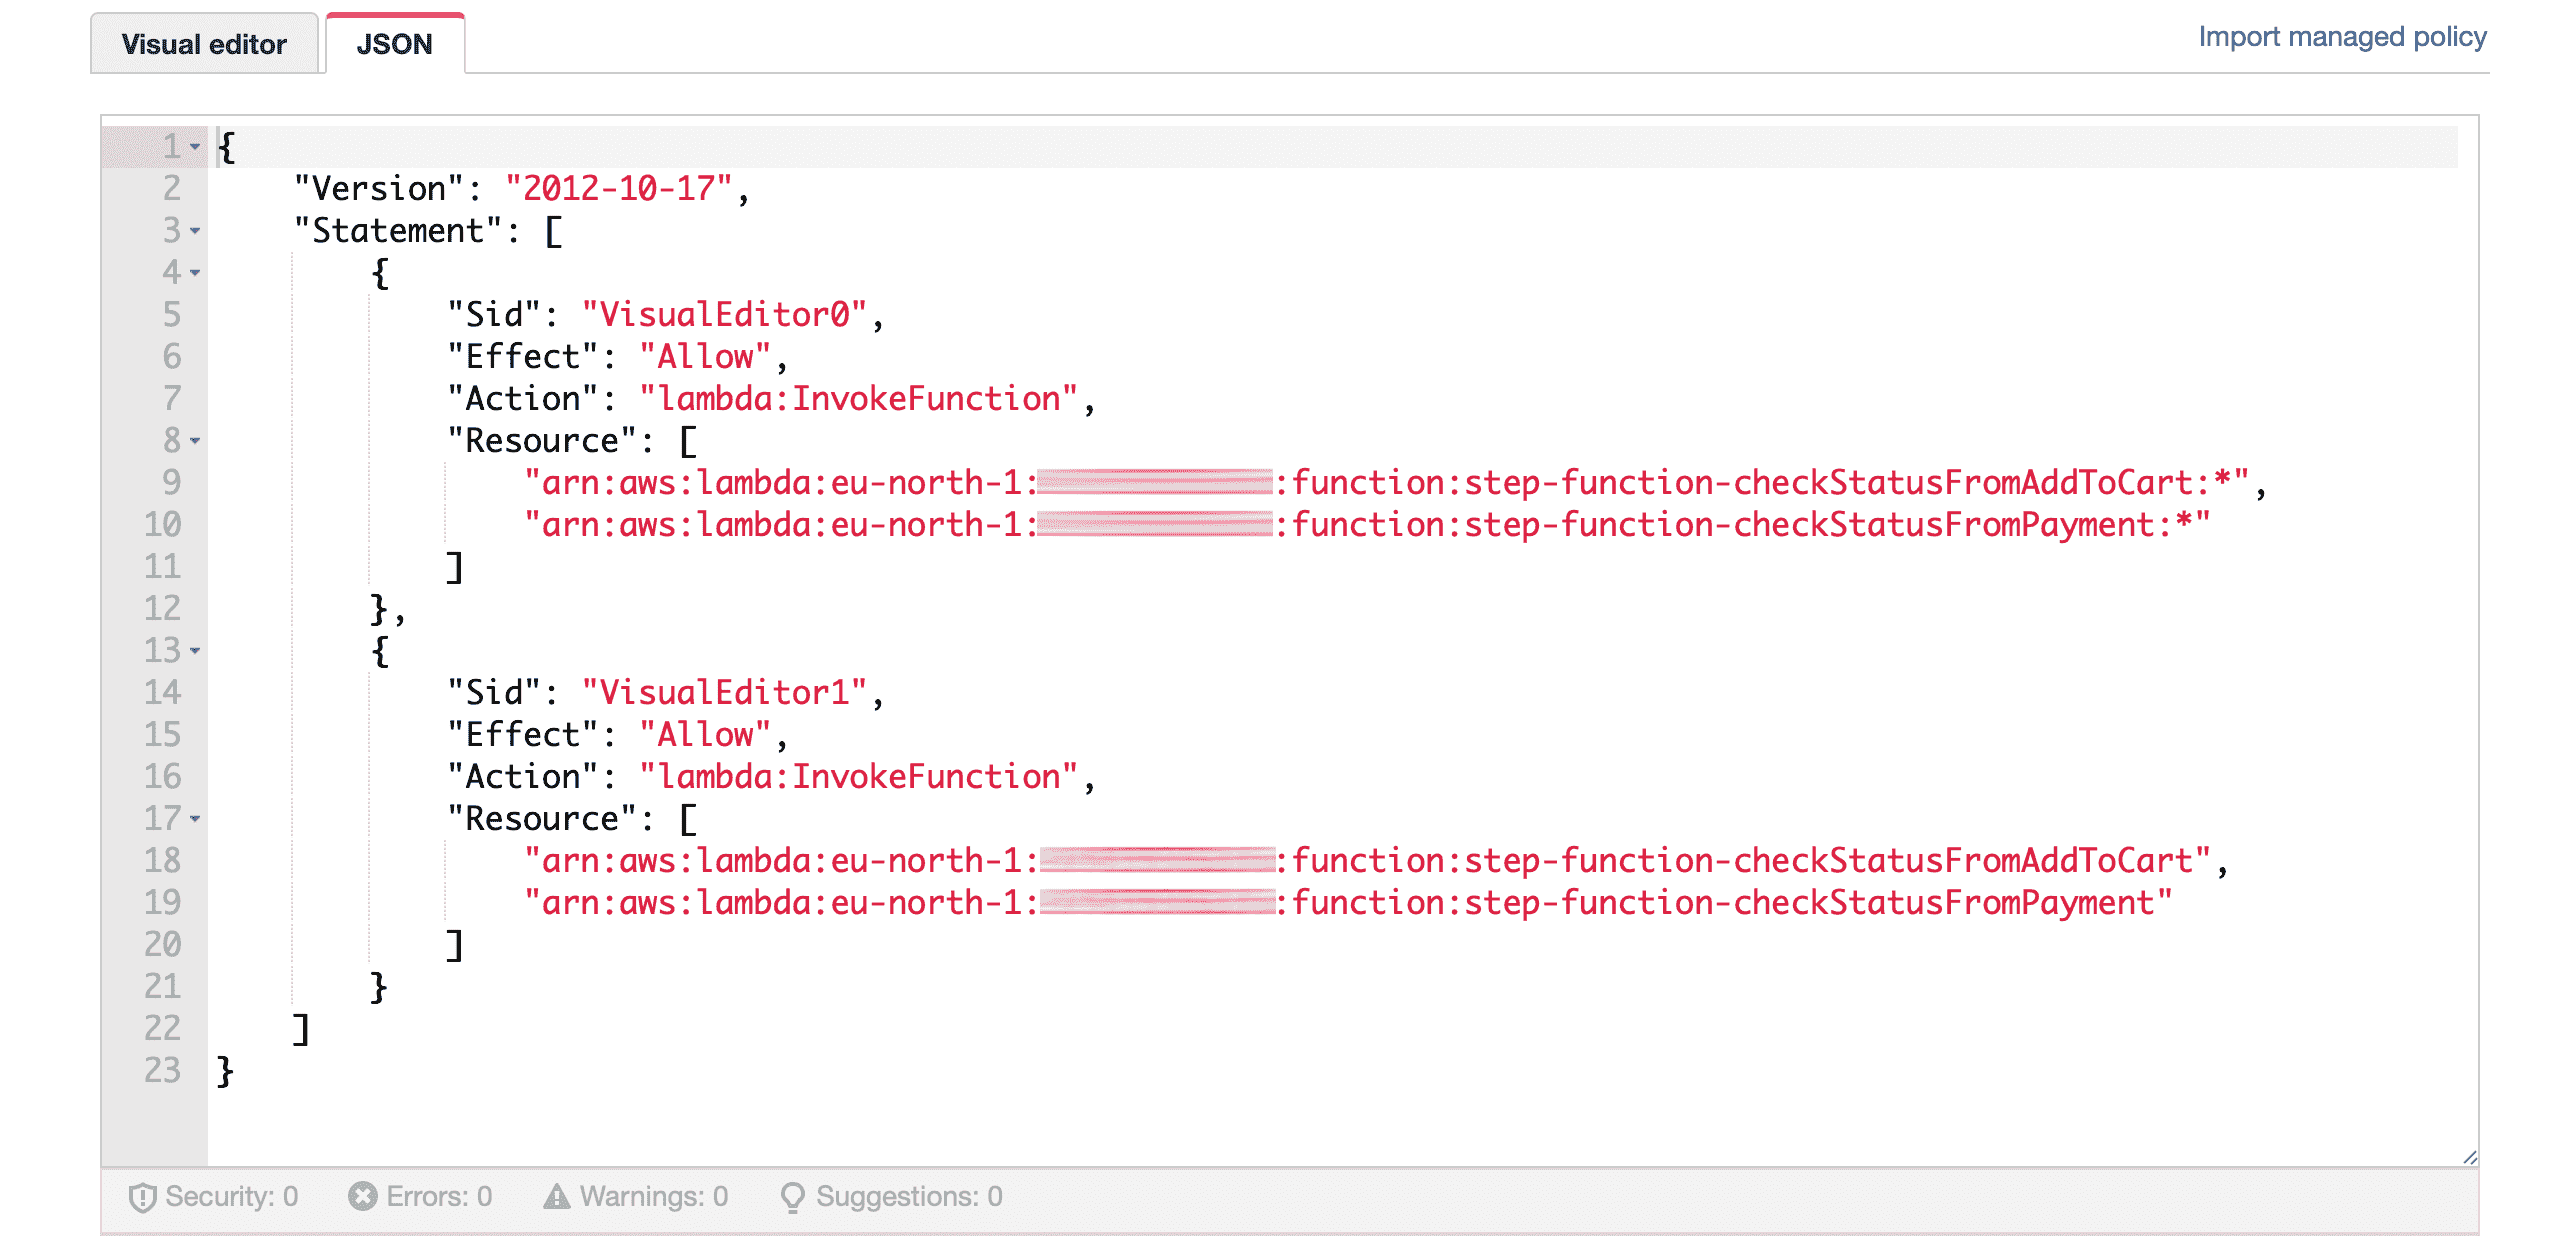 Visual editor JSON Import managed policy
1 {
2 "Version": "2012-10-17",
3 "Statement": [
4 {
5 "Sid": "VisualEditor0",
6 "Effect": "Allow",
7 "Action": "lambda:InvokeFunction",
8 "Resource": [
9 "arn:aws:lambda:eu-north-1: :function:step-function-checkStatusFromAddToCart:*",
10 "arn:aws:lambda:eu-north-1: :function:step-function-checkStatusFromPayment:*"
11 ]
12 },
13 {
14 "Sid": "VisualEditor1",
15 "Effect": "Allow",
16 "Action": "lambda:InvokeFunction",
17 "Resource": [
18 "arn:aws:lambda:eu-north-1: :function:step-function-checkStatusFromAddToCart",
19 "arn:aws:lambda:eu-north-1: :function:step-function-checkStatusFromPayment"
20 ]
21 }
22 ]
23 }
Security: 0 Errors: 0 Warnings: 0 Suggestions: 0